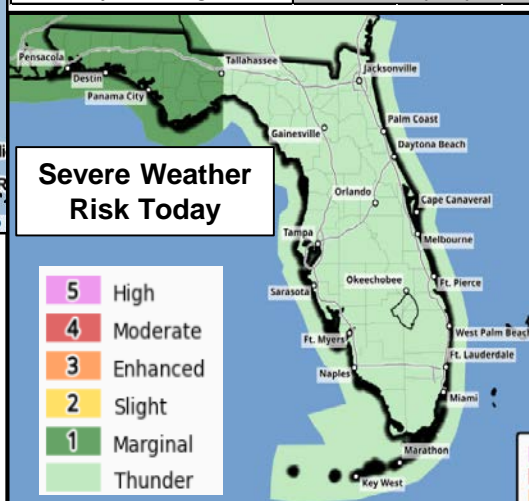 Pensacola
Destin
Panama City
Tallahassee
Jacksonville
Gainesville
Palm Coast
Daytona Beach
Severe Weather
Risk Today
Orlando
Cape Canaveral
Tampa
Melbourne
Sarasota
Okeechobee
Ft. Pierce
Ft. Myers
West Palm Beach
Naples
Ft. Lauderdale
Miami
Marathon
Key West
5 High
4 Moderate
3 Enhanced
2 Slight
1 Marginal
Thunder